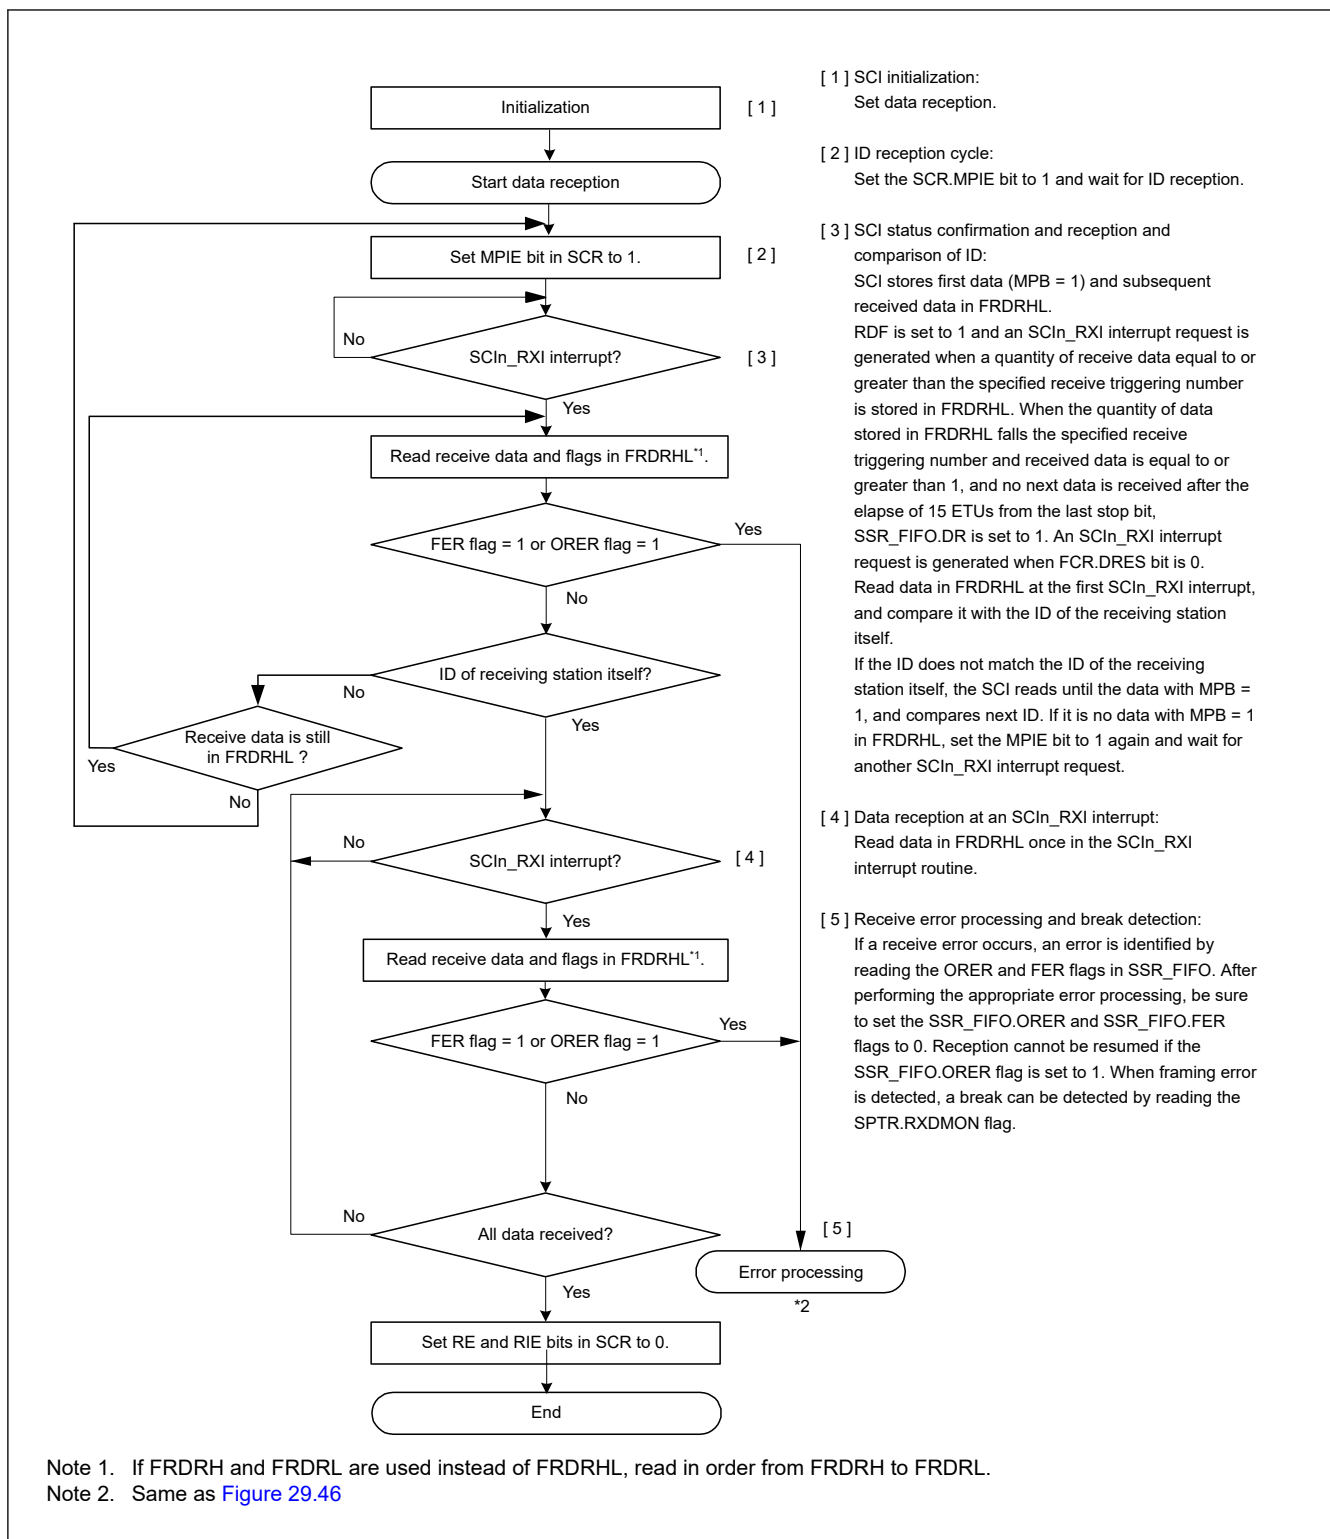 Initialization
[ 1 ]
Start data reception
Set MPIE bit in SCR to 1.
[ 2 ]
No
SCIn_RXI interrupt?
[ 3 ]
Yes
Read receive data and flags in FRDRHL*1.
FER flag = 1 or ORER flag = 1
Yes
No
ID of receiving station itself?
No
Yes
Receive data is still
in FRDRHL ?
Yes
No
No
SCIn_RXI interrupt?
[ 4 ]
Yes
Read receive data and flags in FRDRHL*1.
FER flag = 1 or ORER flag = 1
Yes
No
No
All data received?
[ 5 ]
Error processing
*2
Yes
Set RE and RIE bits in SCR to 0.
End
[ 1 ] SCI initialization:
Set data reception.
[ 2 ] ID reception cycle:
Set the SCR.MPIE bit to 1 and wait for ID reception.
[ 3 ] SCI status confirmation and reception and
comparison of ID:
SCI stores first data (MPB = 1) and subsequent
received data in FRDRHL.
RDF is set to 1 and an SCIn_RXI interrupt request is
generated when a quantity of receive data equal to or
greater than the specified receive triggering number
is stored in FRDRHL. When the quantity of data
stored in FRDRHL falls the specified receive
triggering number and received data is equal to or
greater than 1, and no next data is received after the
elapse of 15 ETUs from the last stop bit,
SSR_FIFO.DR is set to 1. An SCIn_RXI interrupt
request is generated when FCR.DRES bit is 0.
Read data in FRDRHL at the first SCIn_RXI interrupt,
and compare it with the ID of the receiving station
itself.
If the ID does not match the ID of the receiving
station itself, the SCI reads until the data with MPB =
1, and compares next ID. If it is no data with MPB = 1
in FRDRHL, set the MPIE bit to 1 again and wait for
another SCIn_RXI interrupt request.
[ 4 ] Data reception at an SCIn_RXI interrupt:
Read data in FRDRHL once in the SCIn_RXI
interrupt routine.
[ 5 ] Receive error processing and break detection:
If a receive error occurs, an error is identified by
reading the ORER and FER flags in SSR_FIFO. After
performing the appropriate error processing, be sure
to set the SSR_FIFO.ORER and SSR_FIFO.FER
flags to 0. Reception cannot be resumed if the
SSR_FIFO.ORER flag is set to 1. When framing error
is detected, a break can be detected by reading the
SPTR.RXDMON flag.
Note 1. If FRDRH and FRDRL are used instead of FRDRHL, read in order from FRDRH to FRDRL.
Note 2. Same as Figure 29.46